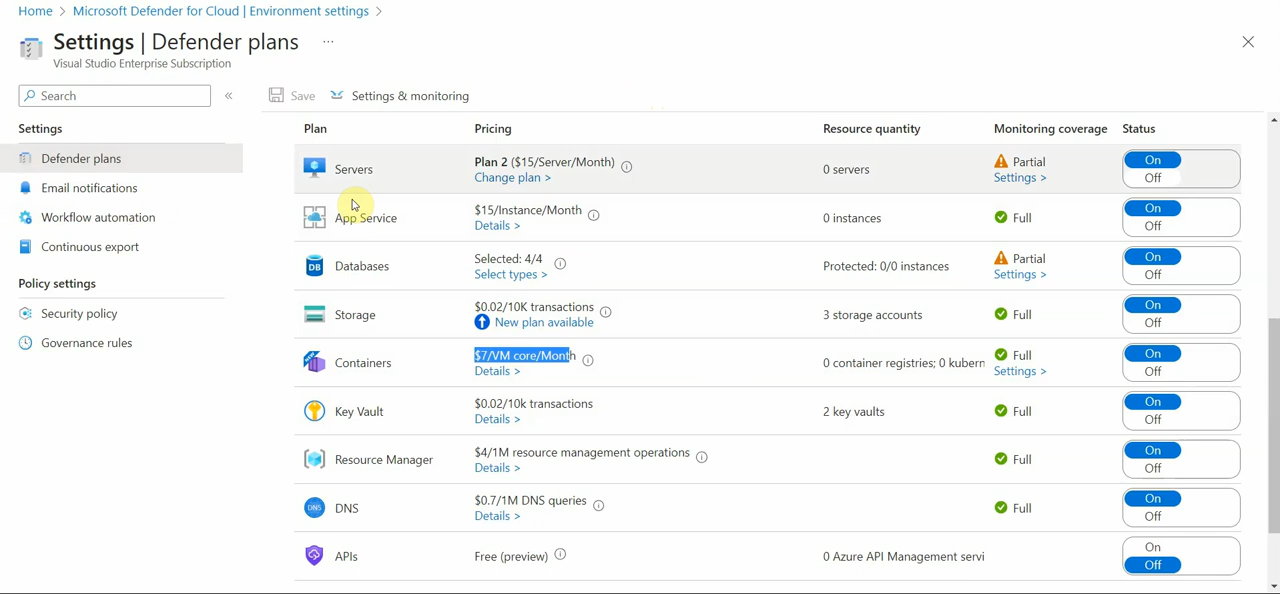 Home > Microsoft Defender for Cloud | Environment settings >
Settings | Defender plans ...
Visual Studio Enterprise Subscription
Search «
Save Settings & monitoring
Settings
Defender plans
Email notifications
Workflow automation
Continuous export
Policy settings
Security policy
Governance rules
Plan Pricing Resource quantity Monitoring coverage Status
Servers Plan 2 ($15/Server/Month) 0 servers Partial On
Change plan > Settings > Off
App Service $15/Instance/Month 0 instances Full On
Details > Off
DB Databases Selected: 4/4 Protected: 0/0 instances Partial On
Select types > Settings > Off
Storage $0.02/10K transactions 3 storage accounts Full On
New plan available Off
Containers $7/VM core/Month 0 container registries; 0 kubern Full On
Details > Settings > Off
Key Vault $0.02/10k transactions 2 key vaults Full On
Details > Off
Resource Manager $4/1M resource management operations Full On
Details > Off
DNS DNS $0.7/1M DNS queries Full On
Details > Off
APIs Free (preview) 0 Azure API Management servi On
Off